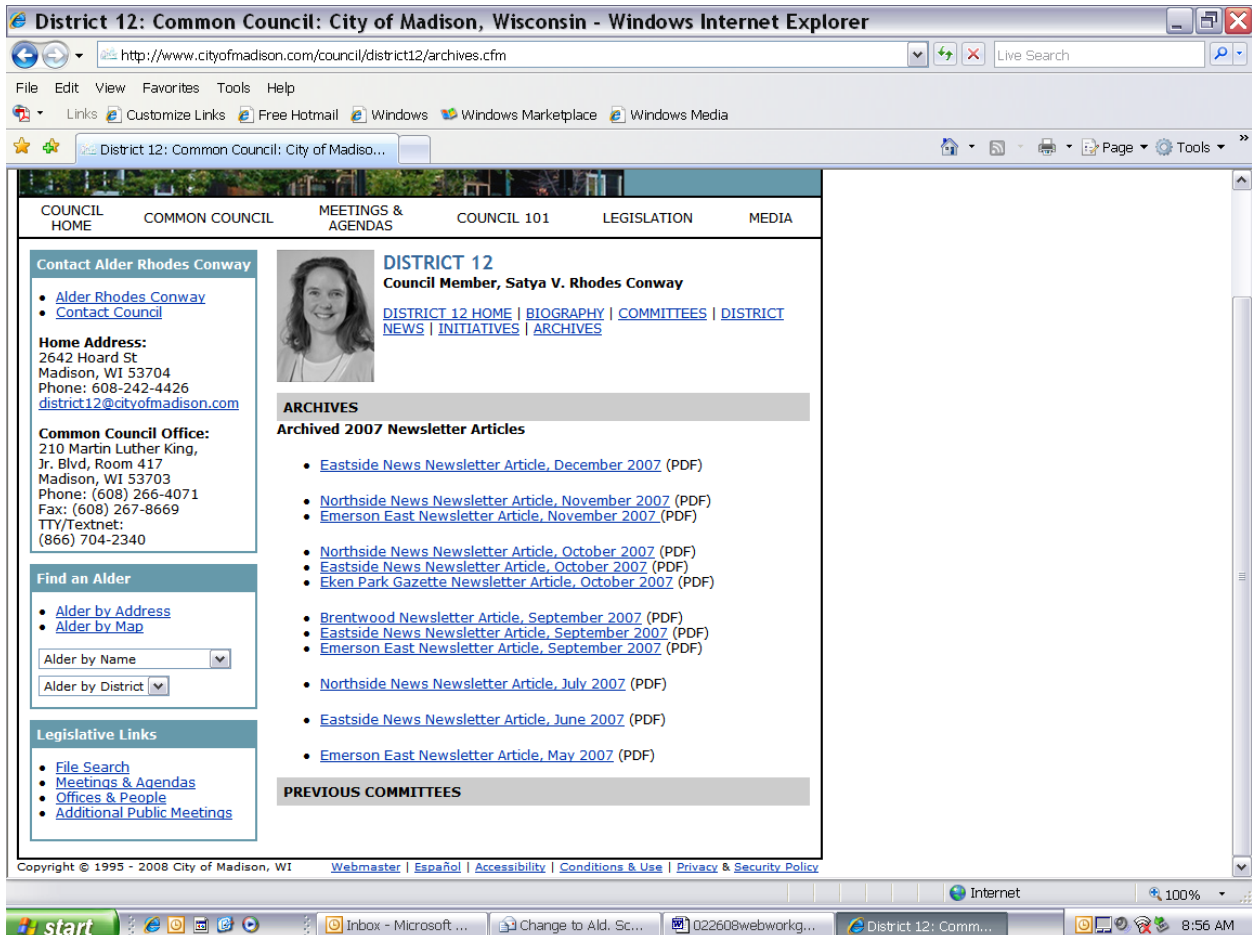 District 12: Common Council: City of Madison, Wisconsin - Windows Internet Explorer
http://www.cityofmadison.com/council/district12/archives.cfm
Live Search
File Edit View Favorites Tools Help
Links Customize Links Free Hotmail Windows Windows Marketplace Windows Media
District 12: Common Council: City of Madiso...
Page Tools »
COUNCIL HOME
COMMON COUNCIL
MEETINGS & AGENDAS
COUNCIL 101
LEGISLATION
MEDIA
Contact Alder Rhodes Conway
• Alder Rhodes Conway
• Contact Council
Home Address:
2642 Hoard St
Madison, WI 53704
Phone: 608-242-4426
district12@cityofmadison.com
Common Council Office:
210 Martin Luther King,
Jr. Blvd, Room 417
Madison, WI 53703
Phone: (608) 266-4071
Fax: (608) 267-8669
TTY/Textnet:
(866) 704-2340
Find an Alder
• Alder by Address
• Alder by Map
Alder by Name
Alder by District
Legislative Links
• File Search
• Meetings & Agendas
• Offices & People
• Additional Public Meetings
DISTRICT 12
Council Member, Satya V. Rhodes Conway
DISTRICT 12 HOME | BIOGRAPHY | COMMITTEES | DISTRICT
NEWS | INITIATIVES | ARCHIVES
ARCHIVES
Archived 2007 Newsletter Articles
• Eastside News Newsletter Article, December 2007 (PDF)
• Northside News Newsletter Article, November 2007 (PDF)
• Emerson East Newsletter Article, November 2007 (PDF)
• Northside News Newsletter Article, October 2007 (PDF)
• Eastside News Newsletter Article, October 2007 (PDF)
• Eken Park Gazette Newsletter Article, October 2007 (PDF)
• Brentwood Newsletter Article, September 2007 (PDF)
• Eastside News Newsletter Article, September 2007 (PDF)
• Emerson East Newsletter Article, September 2007 (PDF)
• Northside News Newsletter Article, July 2007 (PDF)
• Eastside News Newsletter Article, June 2007 (PDF)
• Emerson East Newsletter Article, May 2007 (PDF)
PREVIOUS COMMITTEES
Copyright © 1995 - 2008 City of Madison, WI Webmaster | Español | Accessibility | Conditions & Use | Privacy & Security Policy
Internet 100%
start Inbox - Microsoft ... Change to Ald. Sc... 022608webworkg... District 12: Comm... 8:56 AM